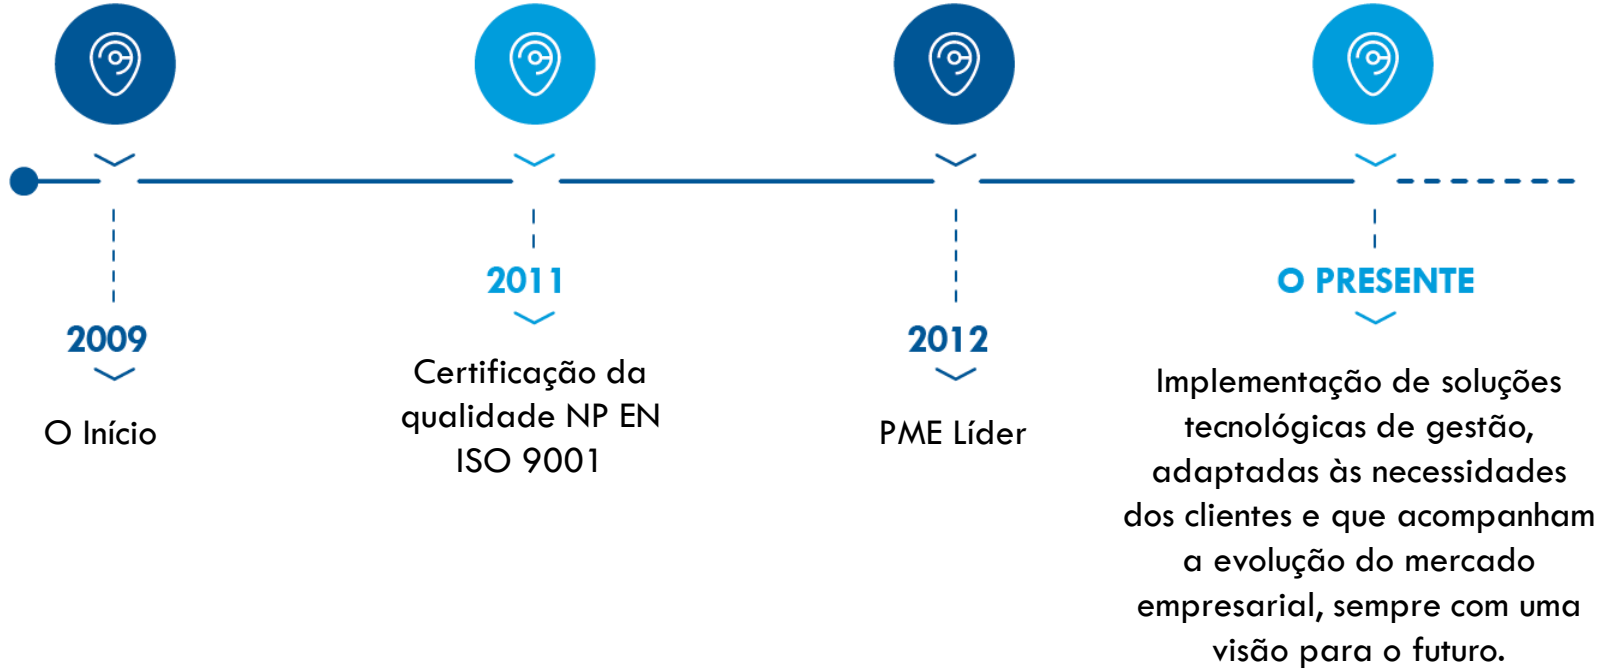 2009
O Início
2011
Certificação da
qualidade NP EN
ISO 9001
2012
PME Líder
O PRESENTE
Implementação de soluções
tecnológicas de gestão,
adaptadas às necessidades
dos clientes e que acompanham
a evolução do mercado
empresarial, sempre com uma
visão para o futuro.